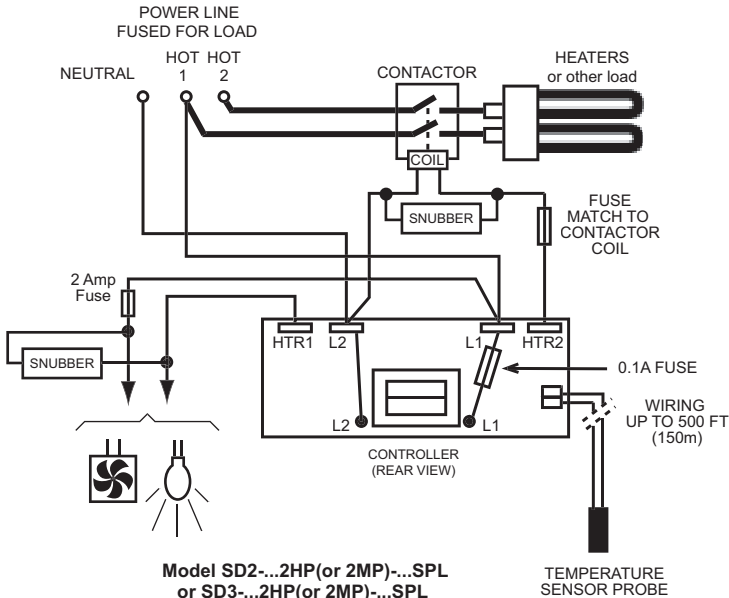 POWER LINE
FUSED FOR LOAD
NEUTRAL
HOT
1
HOT
2
CONTACTOR
HEATERS
or other load
COIL
SNUBBER
FUSE
MATCH TO
CONTACTOR
COIL
2 Amp
Fuse
SNUBBER
HTR1
L2
L1
HTR2
0.1A FUSE
L2
L1
WIRING
UP TO 500 FT
(150m)
CONTROLLER
(REAR VIEW)
Model SD2-...2HP(or 2MP)-...SPL
or SD3-...2HP(or 2MP)-...SPL
TEMPERATURE
SENSOR PROBE